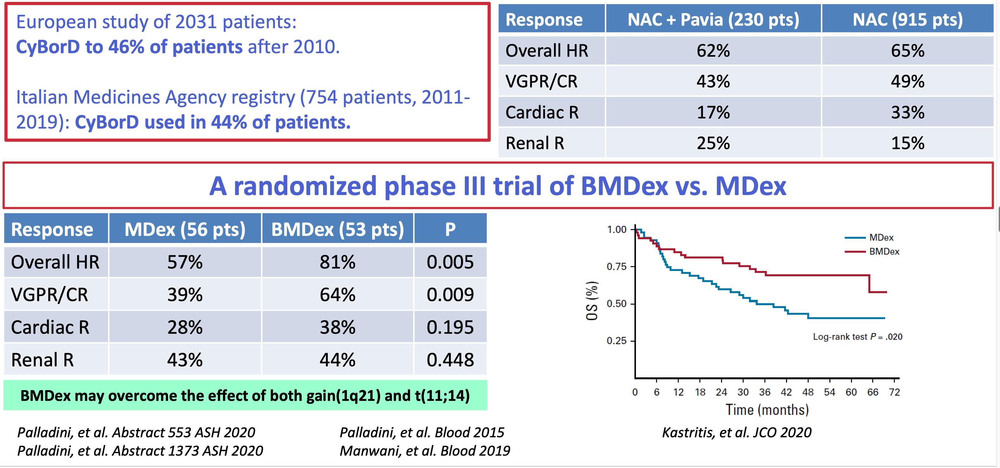 European study of 2031 patients:
CyBorD to 46% of patients after 2010.
Italian Medicines Agency registry (754 patients, 2011-
2019): CyBorD used in 44% of patients.
Response NAC + Pavia (230 pts) NAC (915 pts)
Overall HR 62% 65%
VGPR/CR 43% 49%
Cardiac R 17% 33%
Renal R 25% 15%
A randomized phase III trial of BMDex vs. MDex
Response MDex (56 pts) BMDex (53 pts) P
Overall HR 57% 81% 0.005
VGPR/CR 39% 64% 0.009
Cardiac R 28% 38% 0.195
Renal R 43% 44% 0.448
BMDex may overcome the effect of both gain(1q21) and t(11;14)
1.00
0.75
0.50
0.25
OS (%)
MDex
BMDex
Log-rank test P = .020
0 6 12 18 24 30 36 42 48 54 60 66 72
Time (months)
Palladini, et al. Abstract 553 ASH 2020
Palladini, et al. Abstract 1373 ASH 2020
Palladini, et al. Blood 2015
Manwani, et al. Blood 2019
Kastritis, et al. JCO 2020